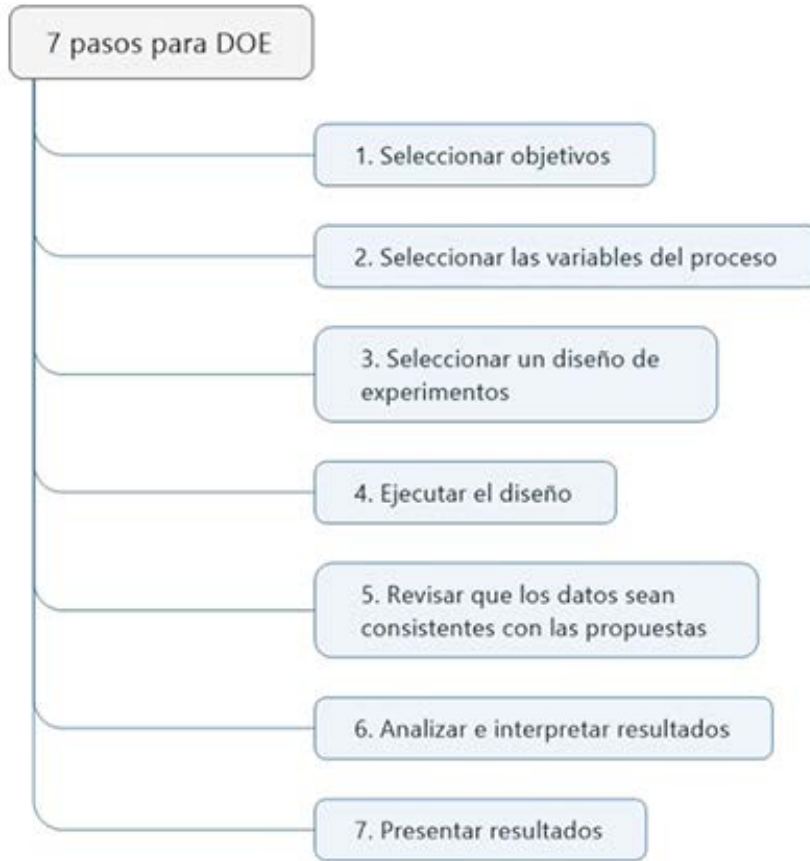 7 pasos para DOE
1. Seleccionar objetivos
2. Seleccionar las variables del proceso
3. Seleccionar un diseño de
experimentos
4. Ejecutar el diseño
5. Revisar que los datos sean
consistentes con las propuestas
6. Analizar e interpretar resultados
7. Presentar resultados